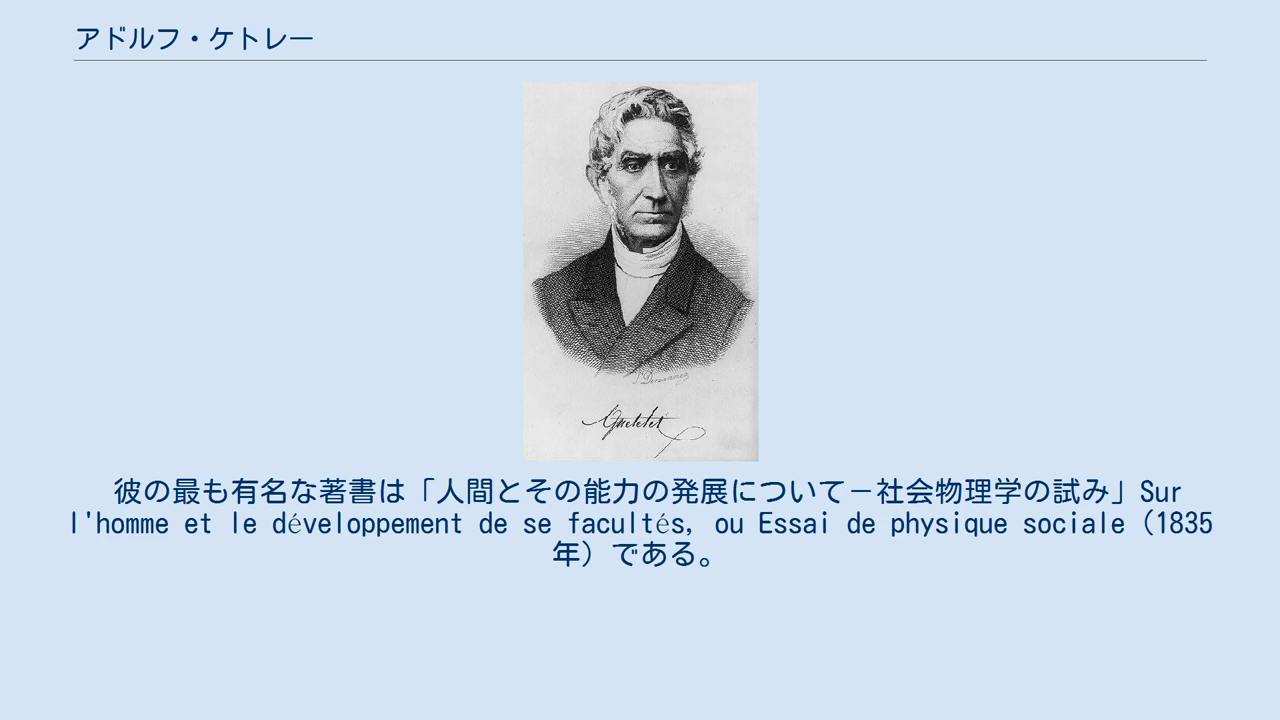 アドルフ・ケトレー
Quetelet
彼の最も有名な著書は「人間とその能力の発展について－社会物理学の試み」Sur
l'homme et le développement de se facultés, ou Essai de physique sociale（1835
年）である。